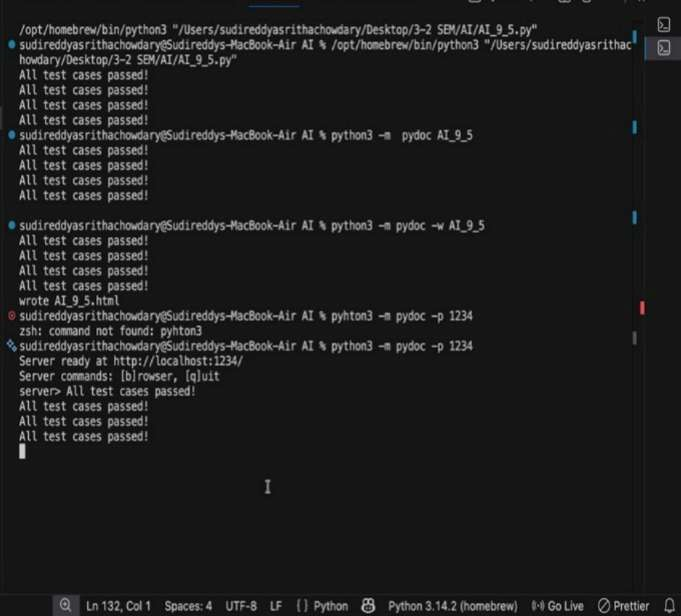 /opt/homebrew/bin/python3 "/Users/sudireddyasrithachowdary/Desktop/3-2 SEM/AI/AI_9_5.py"
sudireddyasrithachowdary@Sudireddys-MacBook-Air AI % /opt/homebrew/bin/python3 "/Users/sudireddyasrithac
howdary/Desktop/3-2 SEM/AI/AI_9_5.py"
All test cases passed!
All test cases passed!
All test cases passed!
All test cases passed!
sudireddyasrithachowdary@Sudireddys-MacBook-Air AI % python3 -m  pydoc AI_9_5
All test cases passed!
All test cases passed!
All test cases passed!
All test cases passed!
sudireddyasrithachowdary@Sudireddys-MacBook-Air AI % python3 -m pydoc -w AI_9_5
All test cases passed!
All test cases passed!
All test cases passed!
All test cases passed!
wrote AI_9_5.html
sudireddyasrithachowdary@Sudireddys-MacBook-Air AI % pyhton3 -m pydoc -p 1234
zsh: command not found: pyhton3
sudireddyasrithachowdary@Sudireddys-MacBook-Air AI % python3 -m pydoc -p 1234
Server ready at http://localhost:1234/
Server commands: [b]rowser, [q]uit
server> All test cases passed!
All test cases passed!
All test cases passed!
All test cases passed!
Ln 132, Col 1 Spaces: 4 UTF-8 LF {} Python Python 3.14.2 (homebrew) Go Live Prettier